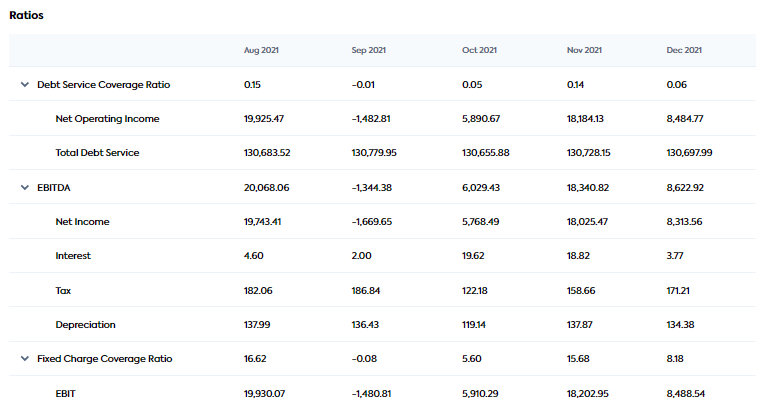 Ratios
Aug 2021 Sep 2021 Oct 2021 Nov 2021 Dec 2021
Debt Service Coverage Ratio 0.15 -0.01 0.05 0.14 0.06
Net Operating Income 19,925.47 -1,482.81 5,890.67 18,184.13 8,484.77
Total Debt Service 130,683.52 130,779.95 130,655.88 130,728.15 130,697.99
EBITDA 20,068.06 -1,344.38 6,029.43 18,340.82 8,622.92
Net Income 19,743.41 -1,669.65 5,768.49 18,025.47 8,313.56
Interest 4.60 2.00 19.62 18.82 3.77
Tax 182.06 186.84 122.18 158.66 171.21
Depreciation 137.99 136.43 119.14 137.87 134.38
Fixed Charge Coverage Ratio 16.62 -0.08 5.60 15.68 8.18
EBIT 19,930.07 -1,480.81 5,910.29 18,202.95 8,488.54